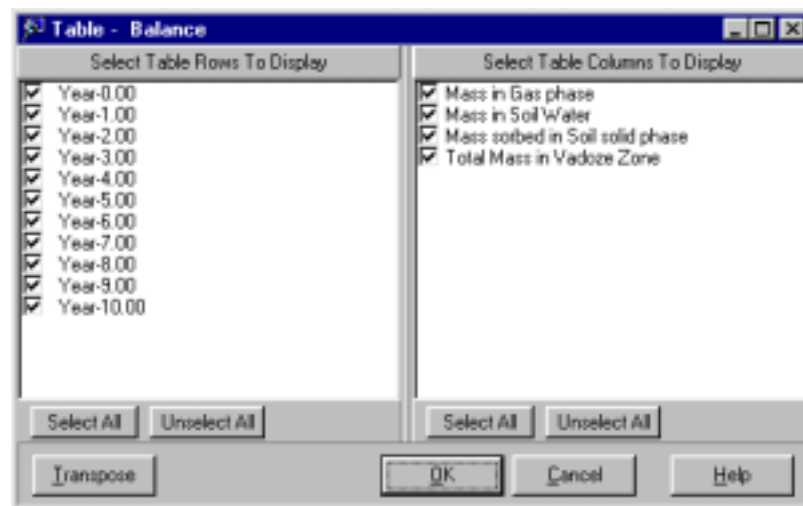 Table - Balance
Select Table Rows To Display
Year-0.00
Year-1.00
Year-2.00
Year-3.00
Year-4.00
Year-5.00
Year-6.00
Year-7.00
Year-8.00
Year-9.00
Year-10.00
Select All Unselect All
Select Table Columns To Display
Mass in Gas phase
Mass in Soil Water
Mass sorbed in Soil solid phase
Total Mass in Vadoze Zone
Select All Unselect All
Transpose OK Cancel Help